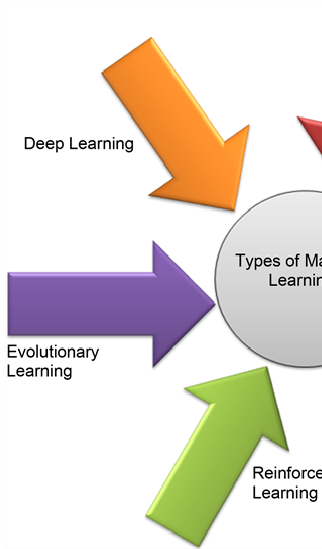 Deep Learning
Types of Ma
Learnin
Evolutionary
Learning
Reinforce
Learning